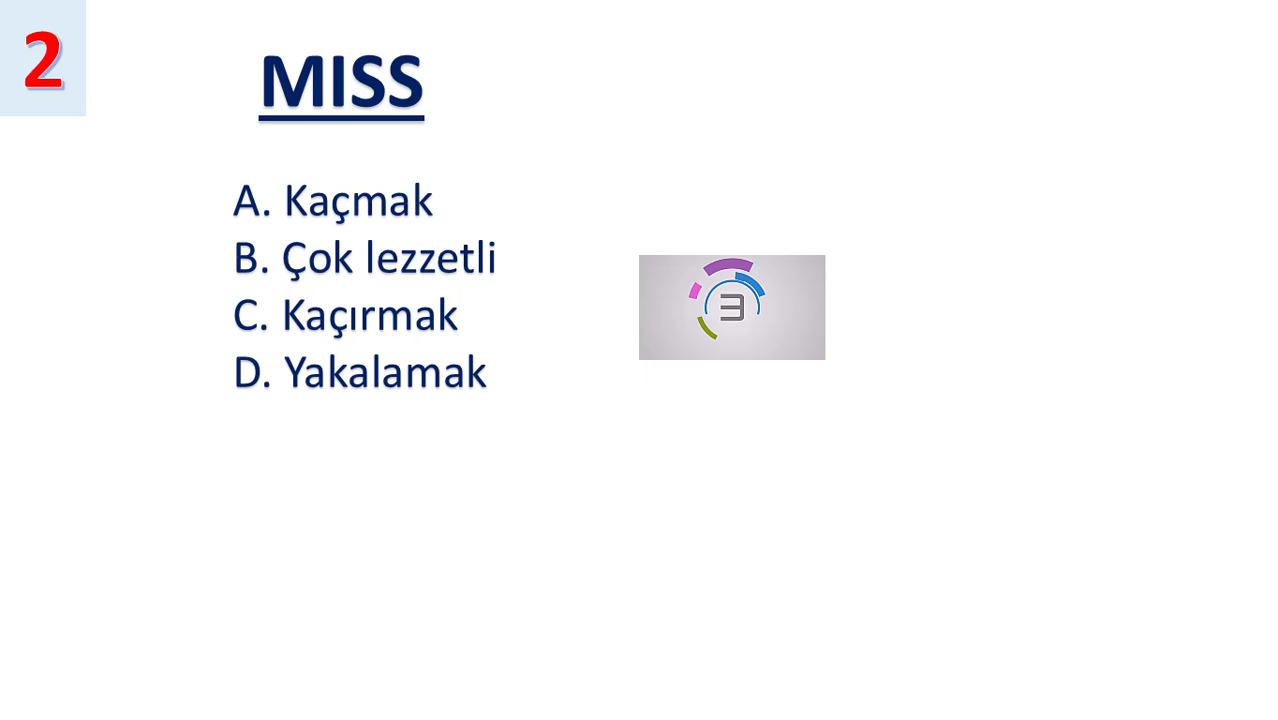 2
MISS
A. Kaçmak
B. Çok lezzetli
C. Kaçırmak
D. Yakalamak
3